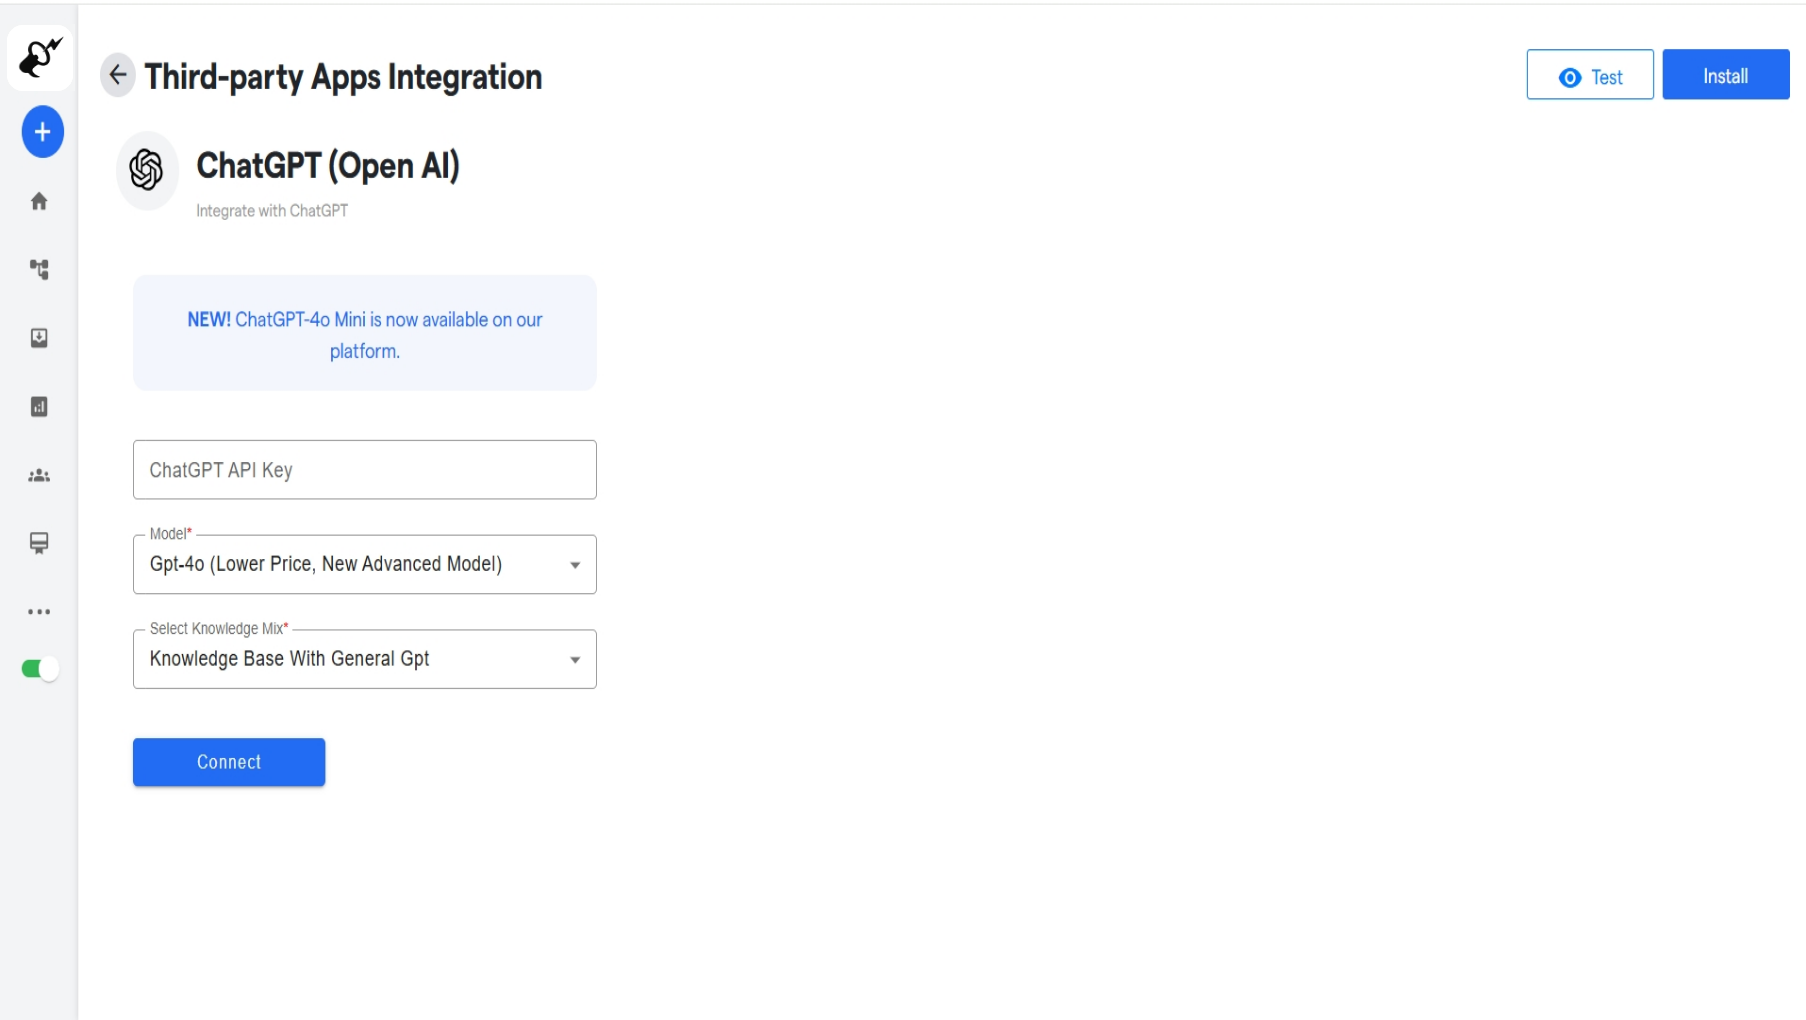 Third-party Apps Integration
Test
Install
ChatGPT (Open AI)
Integrate with ChatGPT
NEW! ChatGPT-4o Mini is now available on our
platform.
ChatGPT API Key
Model*
Gpt-4o (Lower Price, New Advanced Model)
Select Knowledge Mix*
Knowledge Base With General Gpt
Connect